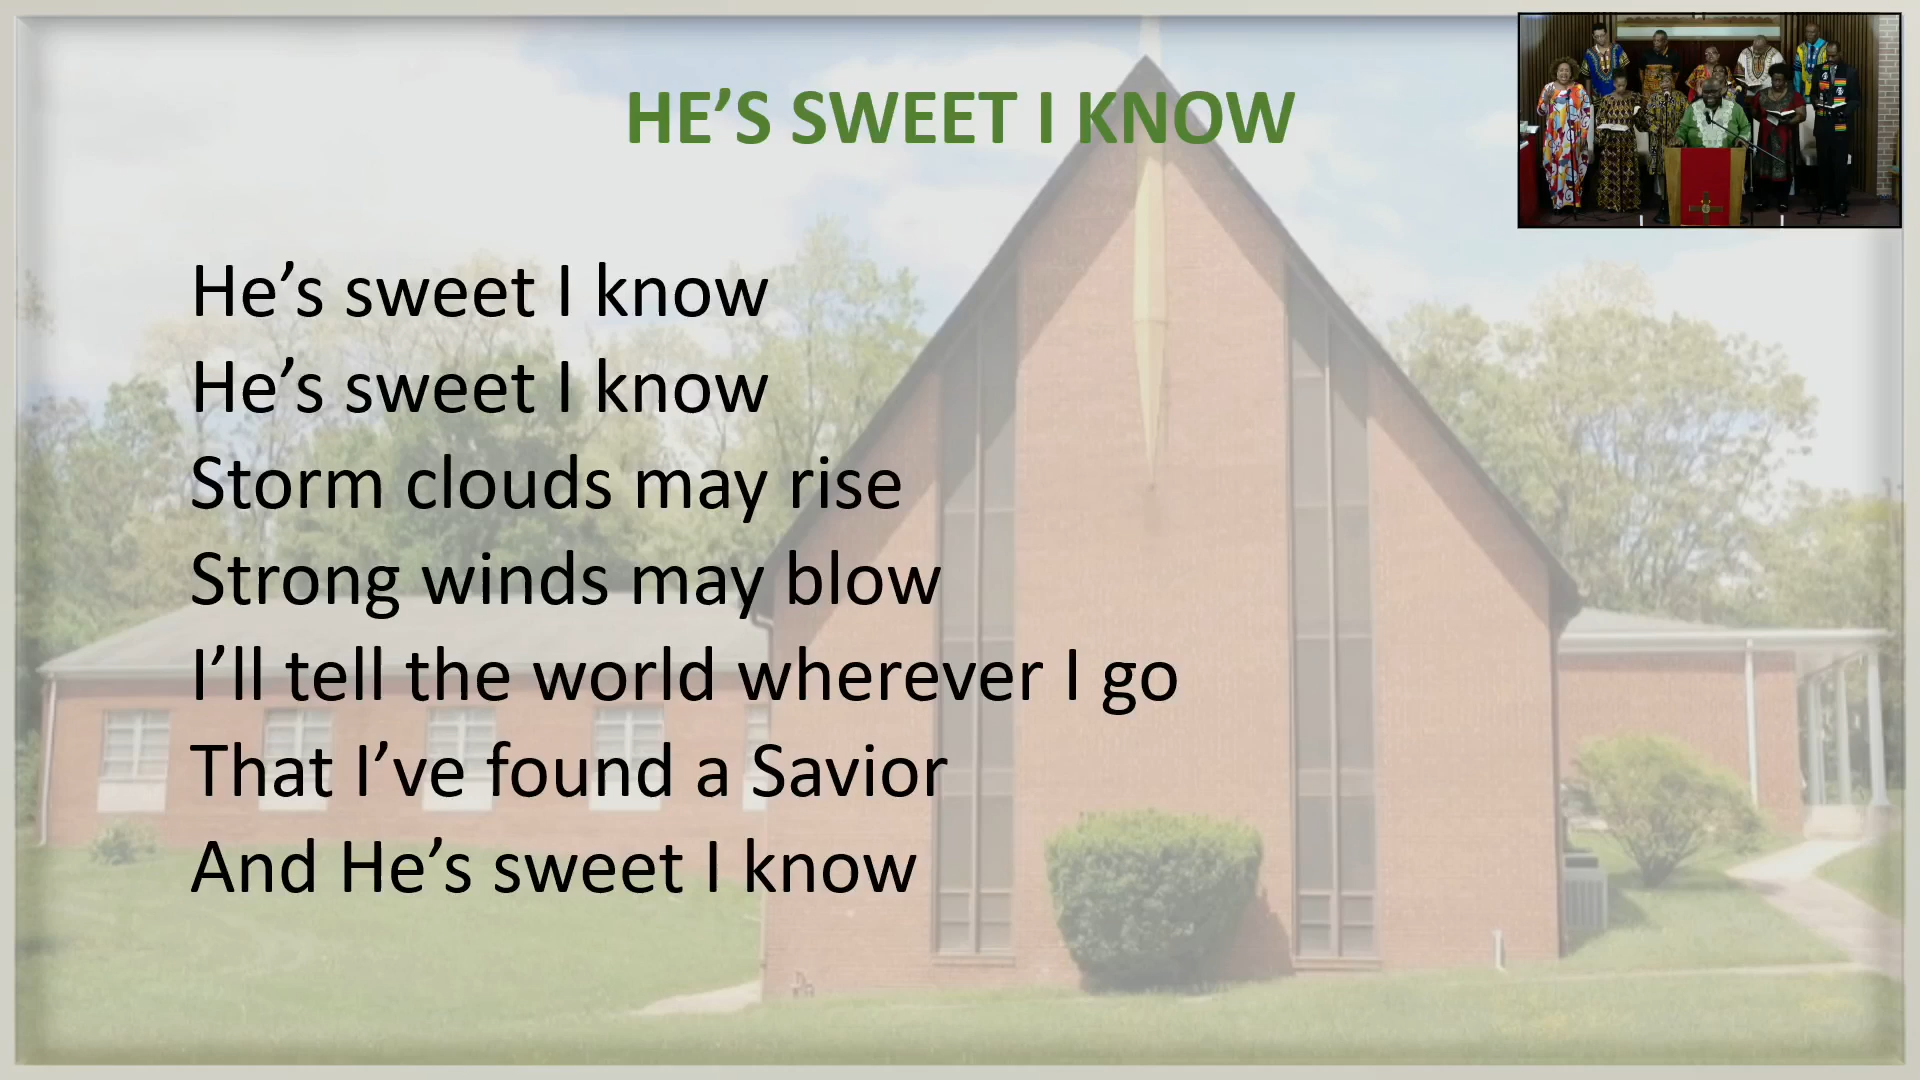 HE’S SWEET I KNOW
He’s sweet I know
He’s sweet I know
Storm clouds may rise
Strong winds may blow
I’ll tell the world wherever I go
That I’ve found a Savior
And He’s sweet I know